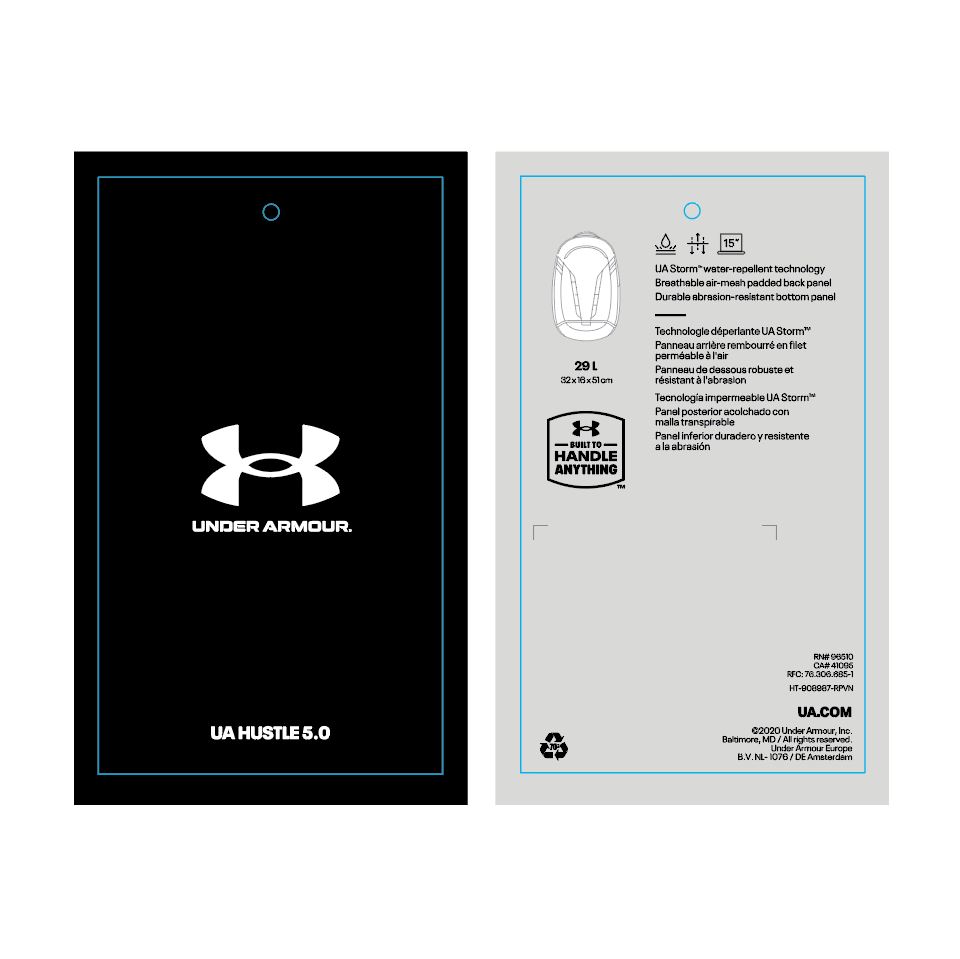 UNDER ARMOUR.
UA HUSTLE 5.0
15"
UA Storm™ water-repellent technology
Breathable air-mesh padded back panel
Durable abrasion-resistant bottom panel
Technologie déperlante UA Storm™
Panneau arrière rembourré en filet
perméable à l'air
Panneau de dessous robuste et
résistant à l'abrasion
Tecnología impermeable UA Storm™
Panel posterior acolchado con
malla transpirable
Panel inferior duradero y resistente
a la abrasión
29 L
32 x 16 x 51 cm
BUILT TO
HANDLE
ANYTHING
™
RN# 96510
CA# 41095
RFC: 76.306.685-1
HT-908987-RPVN
UA.COM
©2020 Under Armour, Inc.
Baltimore, MD / All rights reserved.
Under Armour Europe
B.V. NL- 1076 / DE Amsterdam